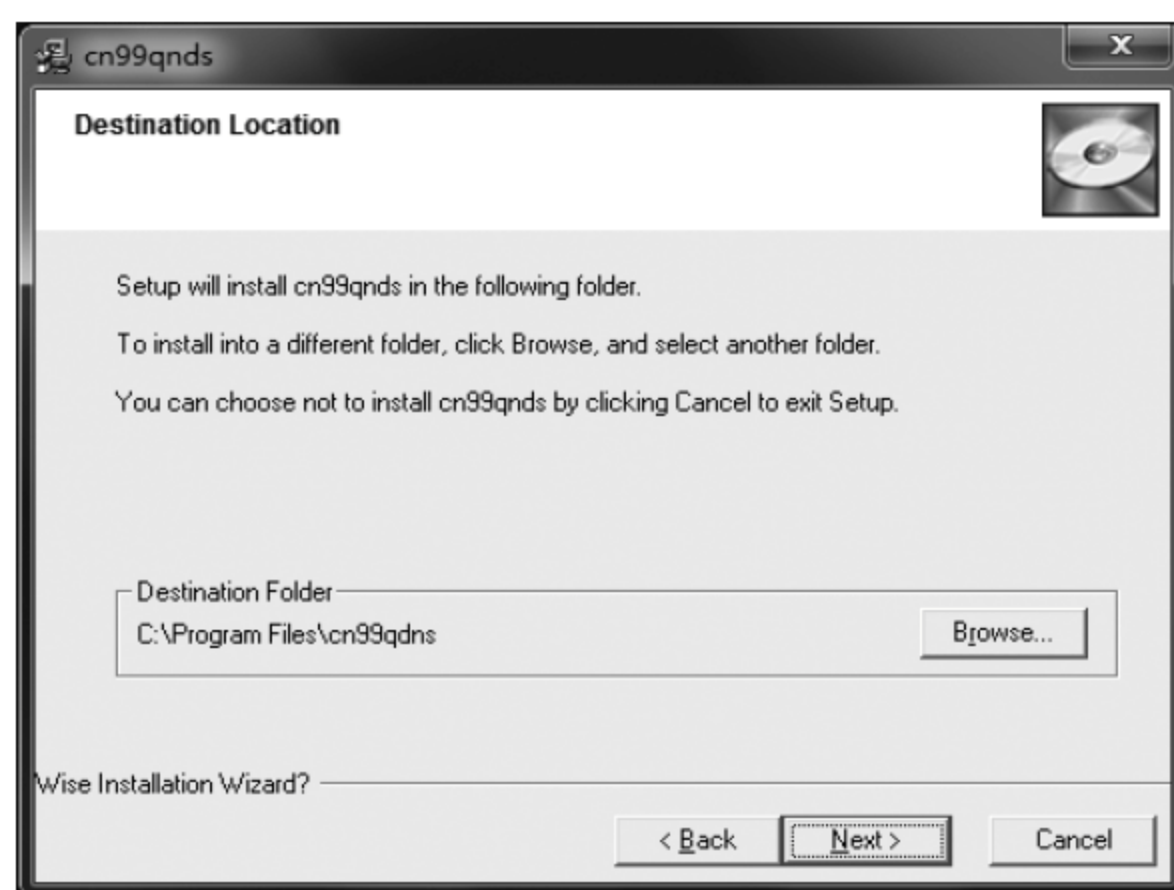 cn99qnds
Destination Location
Setup will install cn99qnds in the following folder.
To install into a different folder, click Browse, and select another folder.
You can choose not to install cn99qnds by clicking Cancel to exit Setup.
Destination Folder
C:\Program Files\cn99qdns
Browse...
Wise Installation Wizard?
< Back Next > Cancel